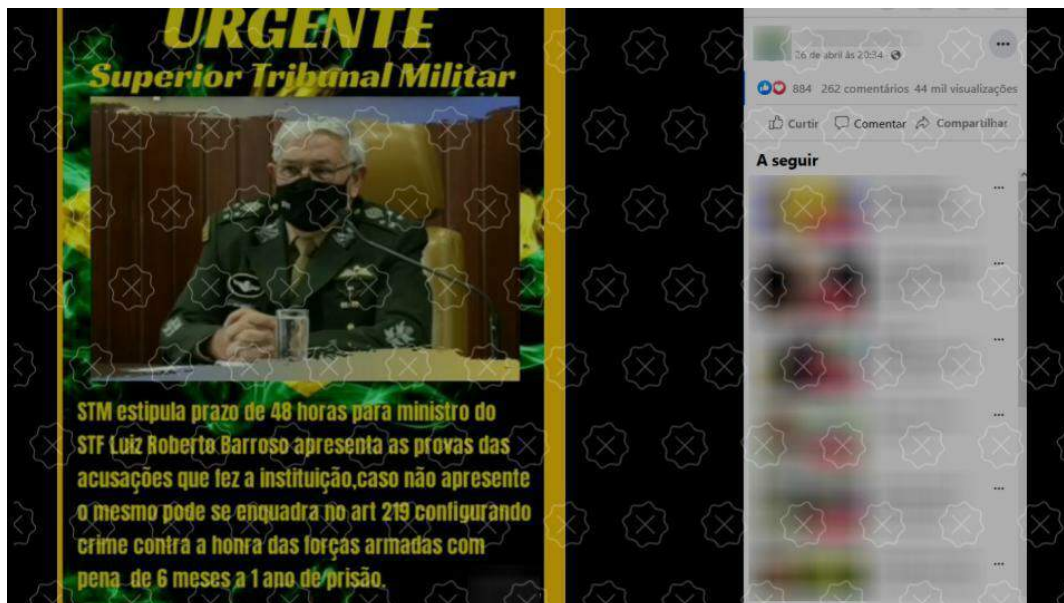 URGENTE
Superior Tribunal Militar
STM estipula prazo de 48 horas para ministro do
STF Luiz Roberto Barroso apresenta as provas das
acusações que fez a instituição,caso não apresente
o mesmo pode se enquadra no art 219 configurando
crime contra a honra das forças armadas com
pena de 6 meses a 1 ano de prisão.
26 de abril às 20:34
884 262 comentários 44 mil visualizações
Curtir Comentar Compartilhar
A seguir